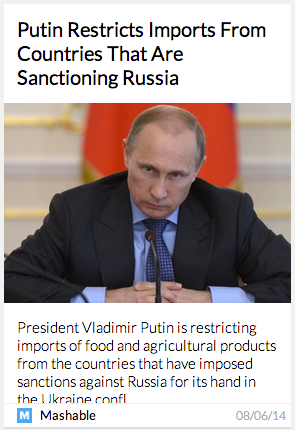 Putin Restricts Imports From
Countries That Are
Sanctioning Russia
President Vladimir Putin is restricting
imports of food and agricultural products
from the countries that have imposed
sanctions against Russia for its hand in
the Ukraine confl
M Mashable
08/06/14